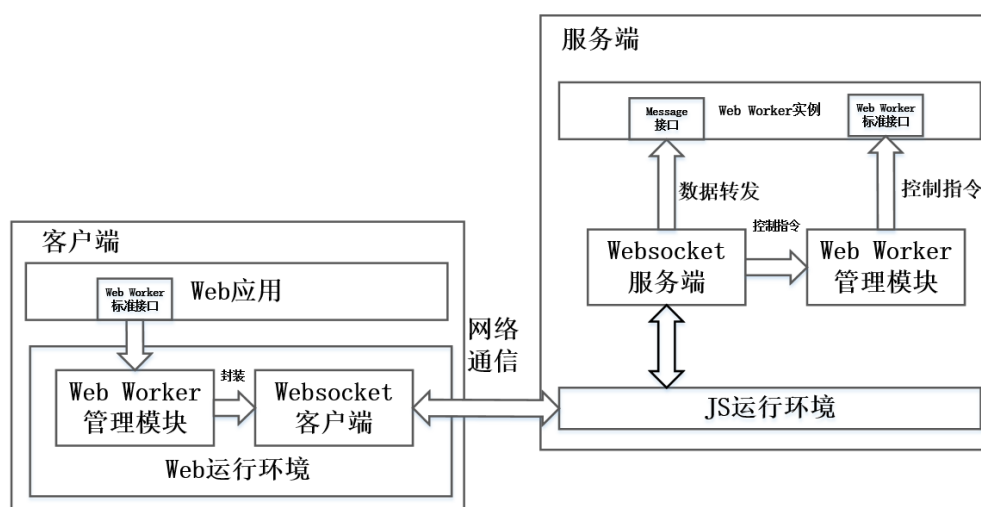 服务端
Message
接口
Web Worker实例
Web Worker
标准接口
数据转发
控制指令
Websocket
服务端
控制指令
Web Worker
管理模块
JS运行环境
客户端
Web Worker
标准接口
Web应用
网络
通信
Web Worker
管理模块
封装
Websocket
客户端
Web运行环境